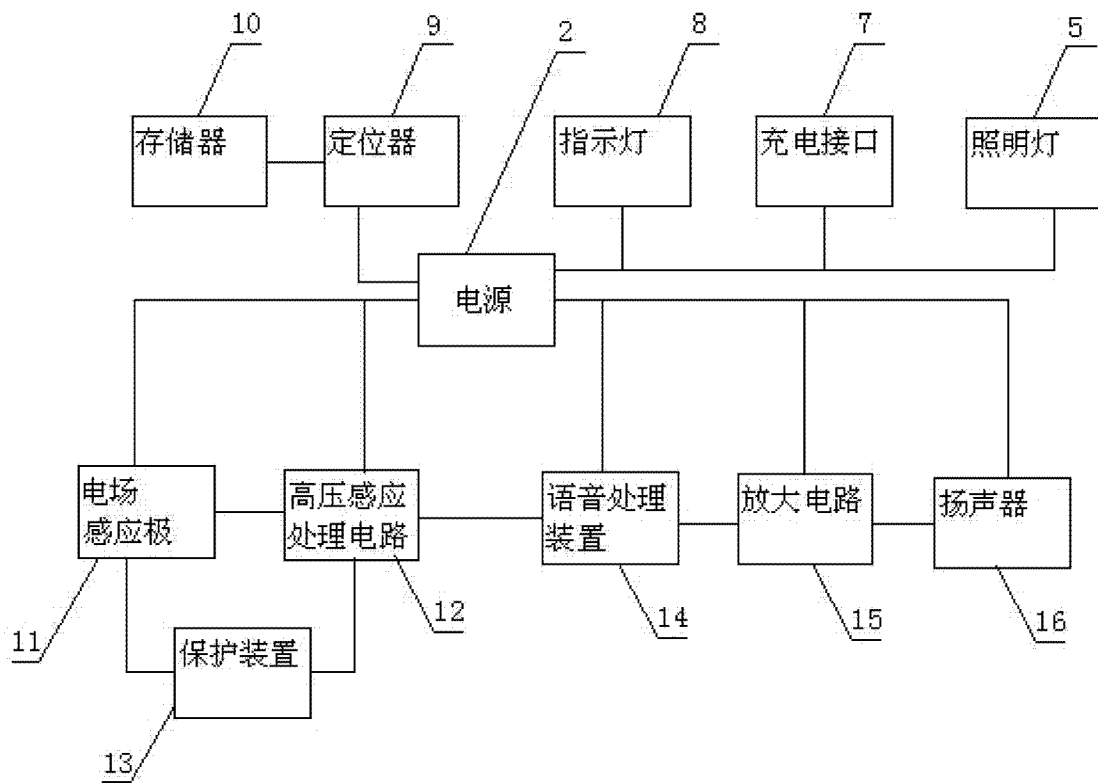 10
9
2
8
7
5
存储器
定位器
指示灯
充电接口
照明灯
电源
电场
感应极
高压感应
处理电路
语音处理
装置
放大电路
扬声器
11
保护装置
12
14
15
16
13